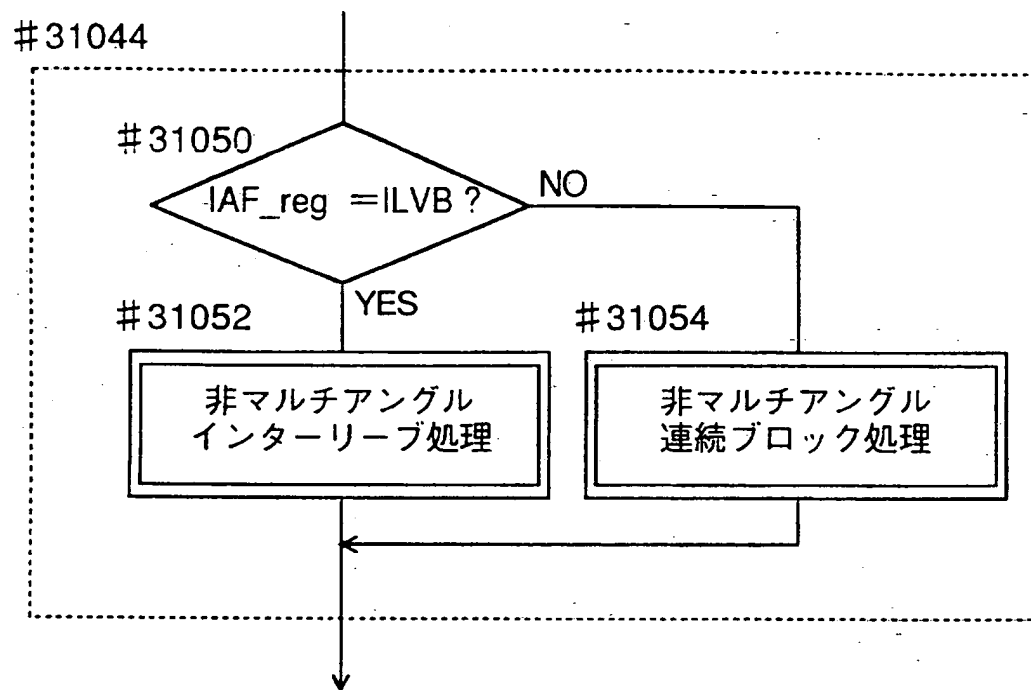 #31044
#31050
IAF_reg =ILVB ?
NO
YES
#31052
#31054
非マルチアングル
インターリーブ処理
非マルチアングル
連続ブロック処理